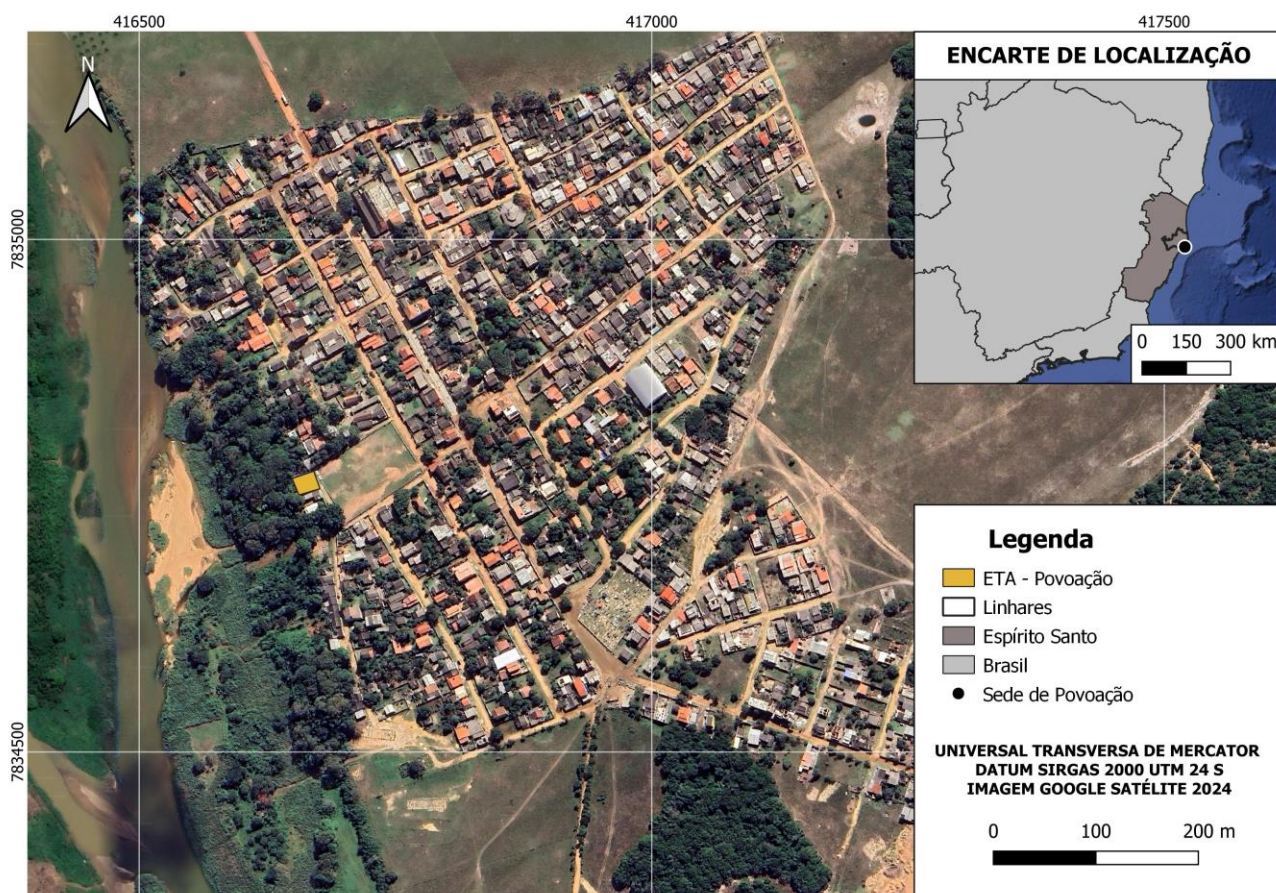 416500 417000 417500
N
ENCARTE DE LOCALIZAÇÃO
7835000
0 150 300 km
Legenda
ETA - Povoação
Linhares
Espírito Santo
Brasil
Sede de Povoação
7834500
UNIVERSAL TRANSVERSA DE MERCATOR
DATUM SIRGAS 2000 UTM 24 S
IMAGEM GOOGLE SATÉLITE 2024
0 100 200 m